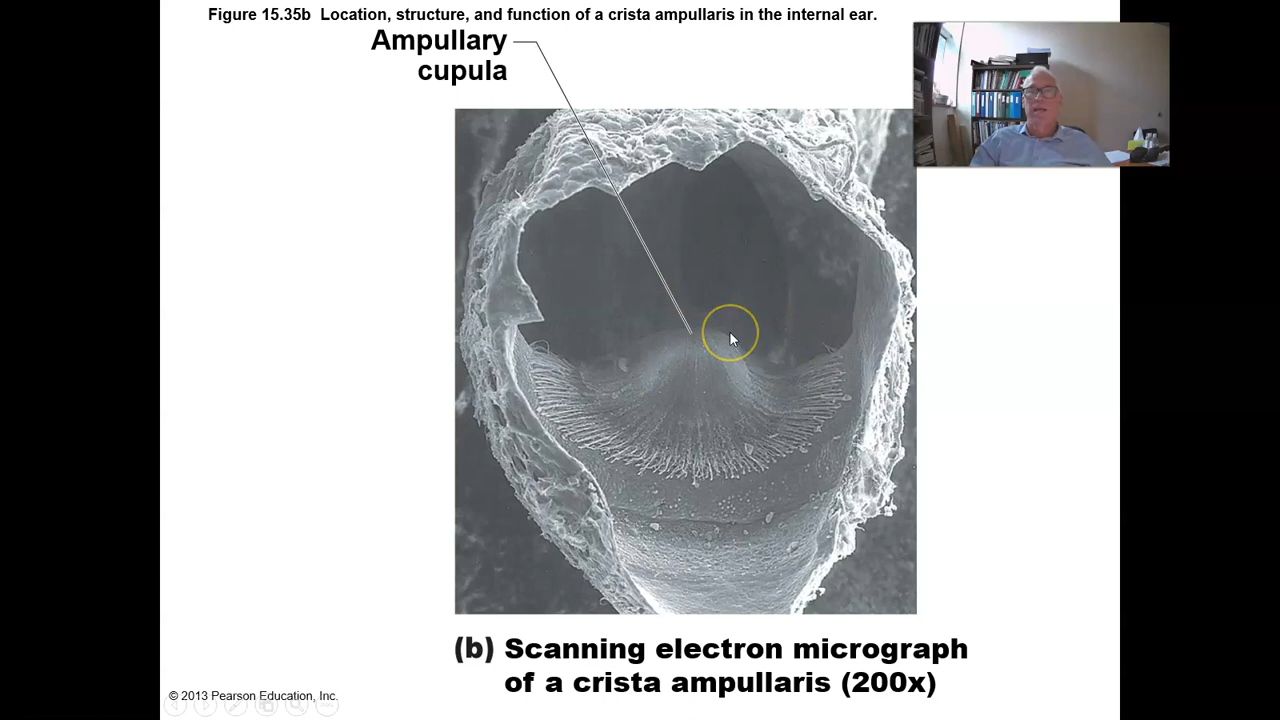 Figure 15.35b  Location, structure, and function of a crista ampullaris in the internal ear.
Ampullary
cupula
(b) Scanning electron micrograph
of a crista ampullaris (200x)
© 2013 Pearson Education, Inc.